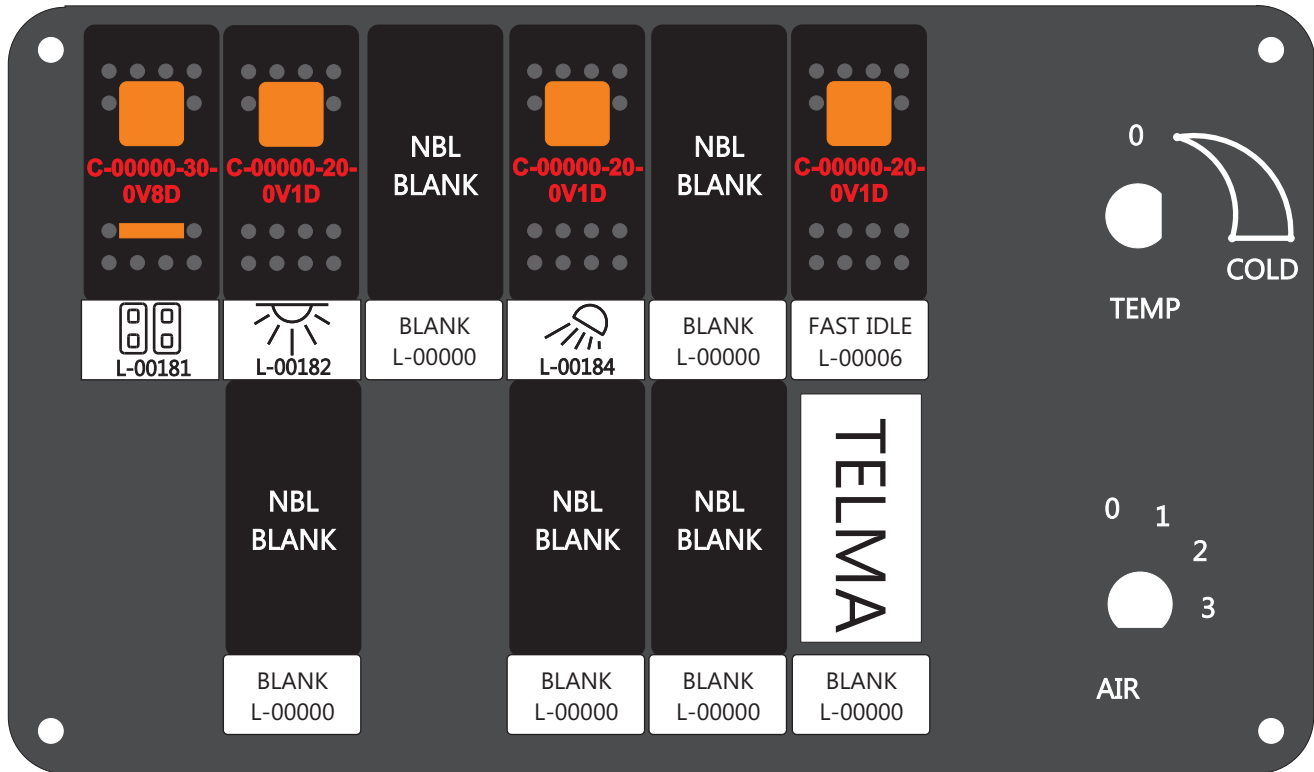 C-00000-30-
0V8D
L-00181
C-00000-20-
0V1D
L-00182
NBL
BLANK
BLANK
L-00000
C-00000-20-
0V1D
L-00184
NBL
BLANK
BLANK
L-00000
C-00000-20-
0V1D
FAST IDLE
L-00006
0
COLD
TEMP
NBL
BLANK
BLANK
L-00000
NBL
BLANK
BLANK
L-00000
NBL
BLANK
BLANK
L-00000
TELMA
BLANK
L-00000
0
1
2
3
AIR